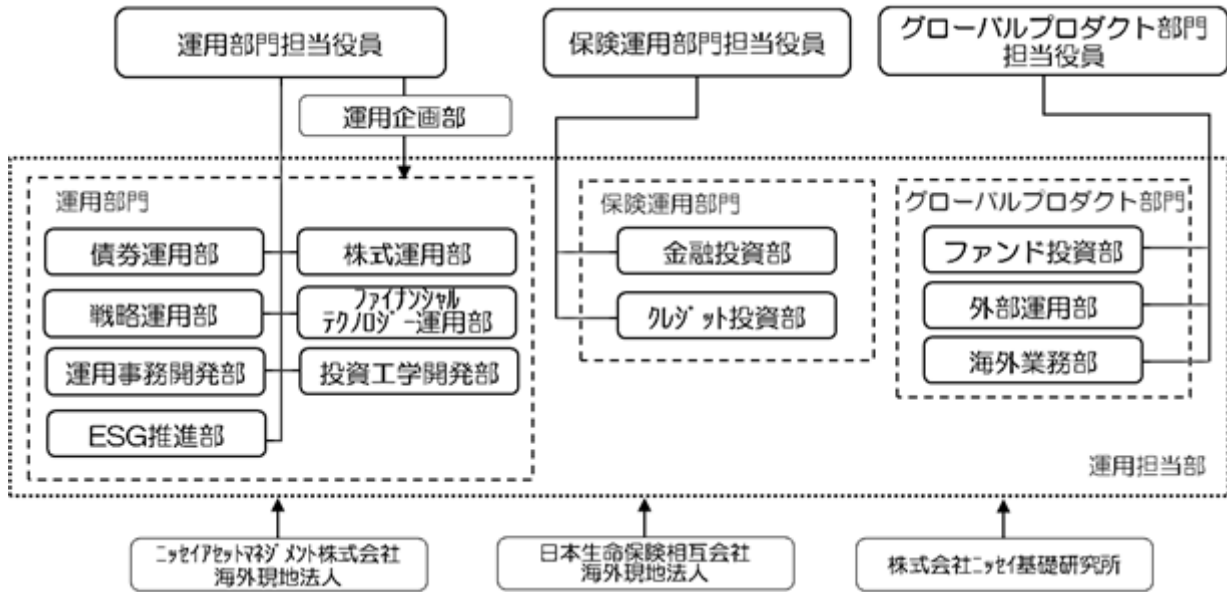 運用部門担当役員
保険運用部門担当役員
グローバルプロダクト部門
担当役員
運用企画部
運用部門
債券運用部
株式運用部
戦略運用部
ファイナンシャル
テクノロジー運用部
運用事務開発部
投資工学開発部
ESG推進部
保険運用部門
金融投資部
クレジット投資部
グローバルプロダクト部門
ファンド投資部
外部運用部
海外業務部
運用担当部
ニッセイアセットマネジメント株式会社
海外現地法人
日本生命保険相互会社
海外現地法人
株式会社ニッセイ基礎研究所